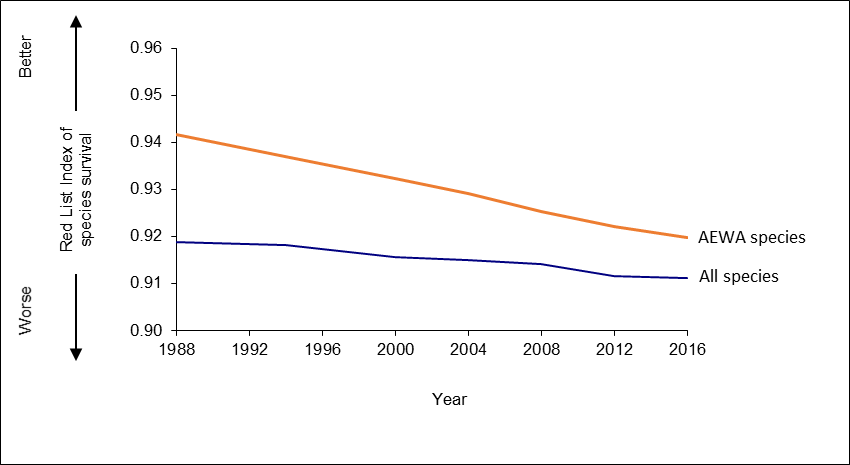 Better
Red List Index of
species survival
Worse
0.96
0.95
0.94
0.93
0.92
0.91
0.90
1988 1992 1996 2000 2004 2008 2012 2016
Year
AEWA species
All species